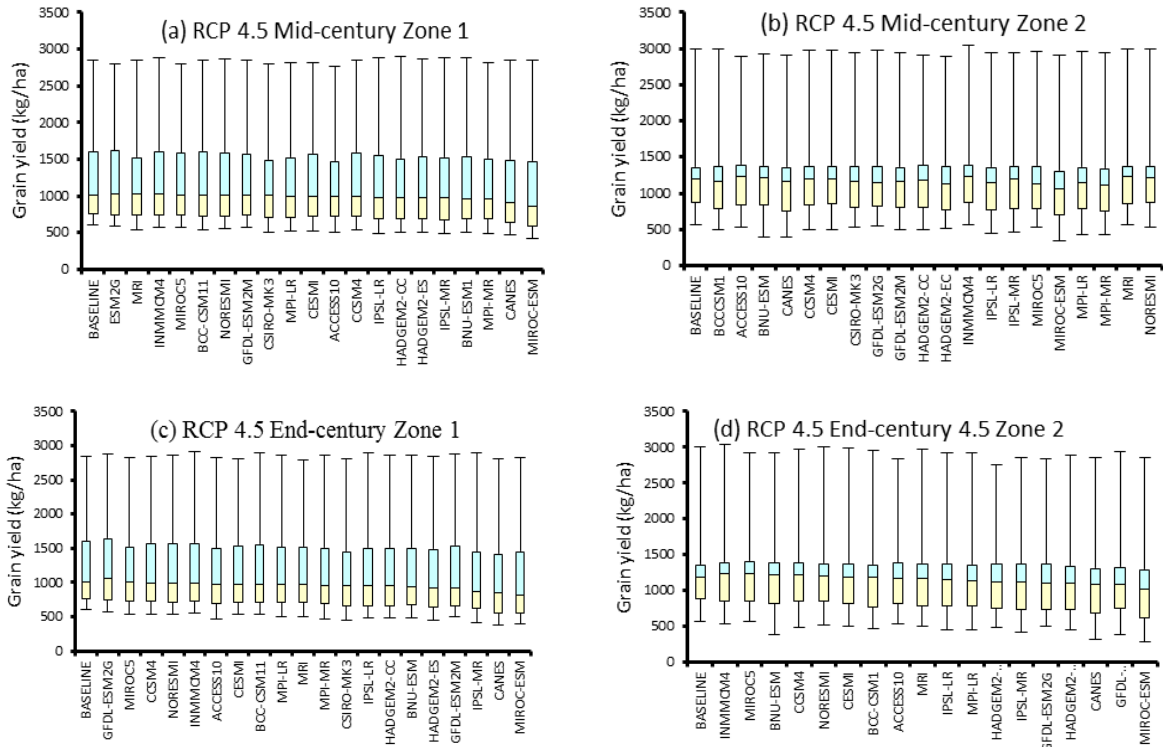 (a) RCP 4.5 Mid-century Zone 1
Grain yield (kg/ha)
3500
3000
2500
2000
1500
1000
500
0
BASELINE
ESM2G
MRI
INMMCM4
MIROC5
BCC-CSM11
NORESMI
GFDL-ESM2M
CSIRO-MK3
MPI-LR
CESMI
ACCESS10
CCSM4
IPSL-LR
HADGEM2-CC
HADGEM2-ES
IPSL-MR
BNU-ESM1
MPI-MR
CANES
MIROC-ESM
(b) RCP 4.5 Mid-century Zone 2
Grain yield (kg/ha)
3500
3000
2500
2000
1500
1000
500
0
BASELINE
BCCCSM1
ACCESS10
BNU-ESM
CANES
CCSM4
CESMI
CSIRO-MK3
GFDL-ESM2G
GFDL-ESM2M
HADGEM2-CC
HADGEM2-EC
INMMCM4
IPSL-LR
IPSL-MR
MIROC5
MIROC-ESM
MPI-LR
MPI-MR
MRI
NORESMI
(c) RCP 4.5 End-century Zone 1
Grain yield (kg/ha)
3500
3000
2500
2000
1500
1000
500
0
BASELINE
GFDL-ESM2G
MIROC5
CCSM4
NORESMI
INMMCM4
ACCESS10
CESMI
BCC-CSM11
MPI-LR
MRI
MPI-MR
CSIRO-MK3
IPSL-LR
HADGEM2-CC
BNU-ESM
HADGEM2-ES
GFDL-ESM2M
IPSL-MR
CANES
MIROC-ESM
(d) RCP 4.5 End-century 4.5 Zone 2
Grain yield (kg/ha)
3500
3000
2500
2000
1500
1000
500
0
BASELINE
INMMCM4
MIROC5
BNU-ESM
CCSM4
NORESMI
CESMI
BCC-CSM1
ACCESS10
MRI
IPSL-LR
MPI-LR
HADGEM2-..
IPSL-MR
GFDL-ESM2G
HADGEM2-..
CANES
GFDL-..
MIROC-ESM